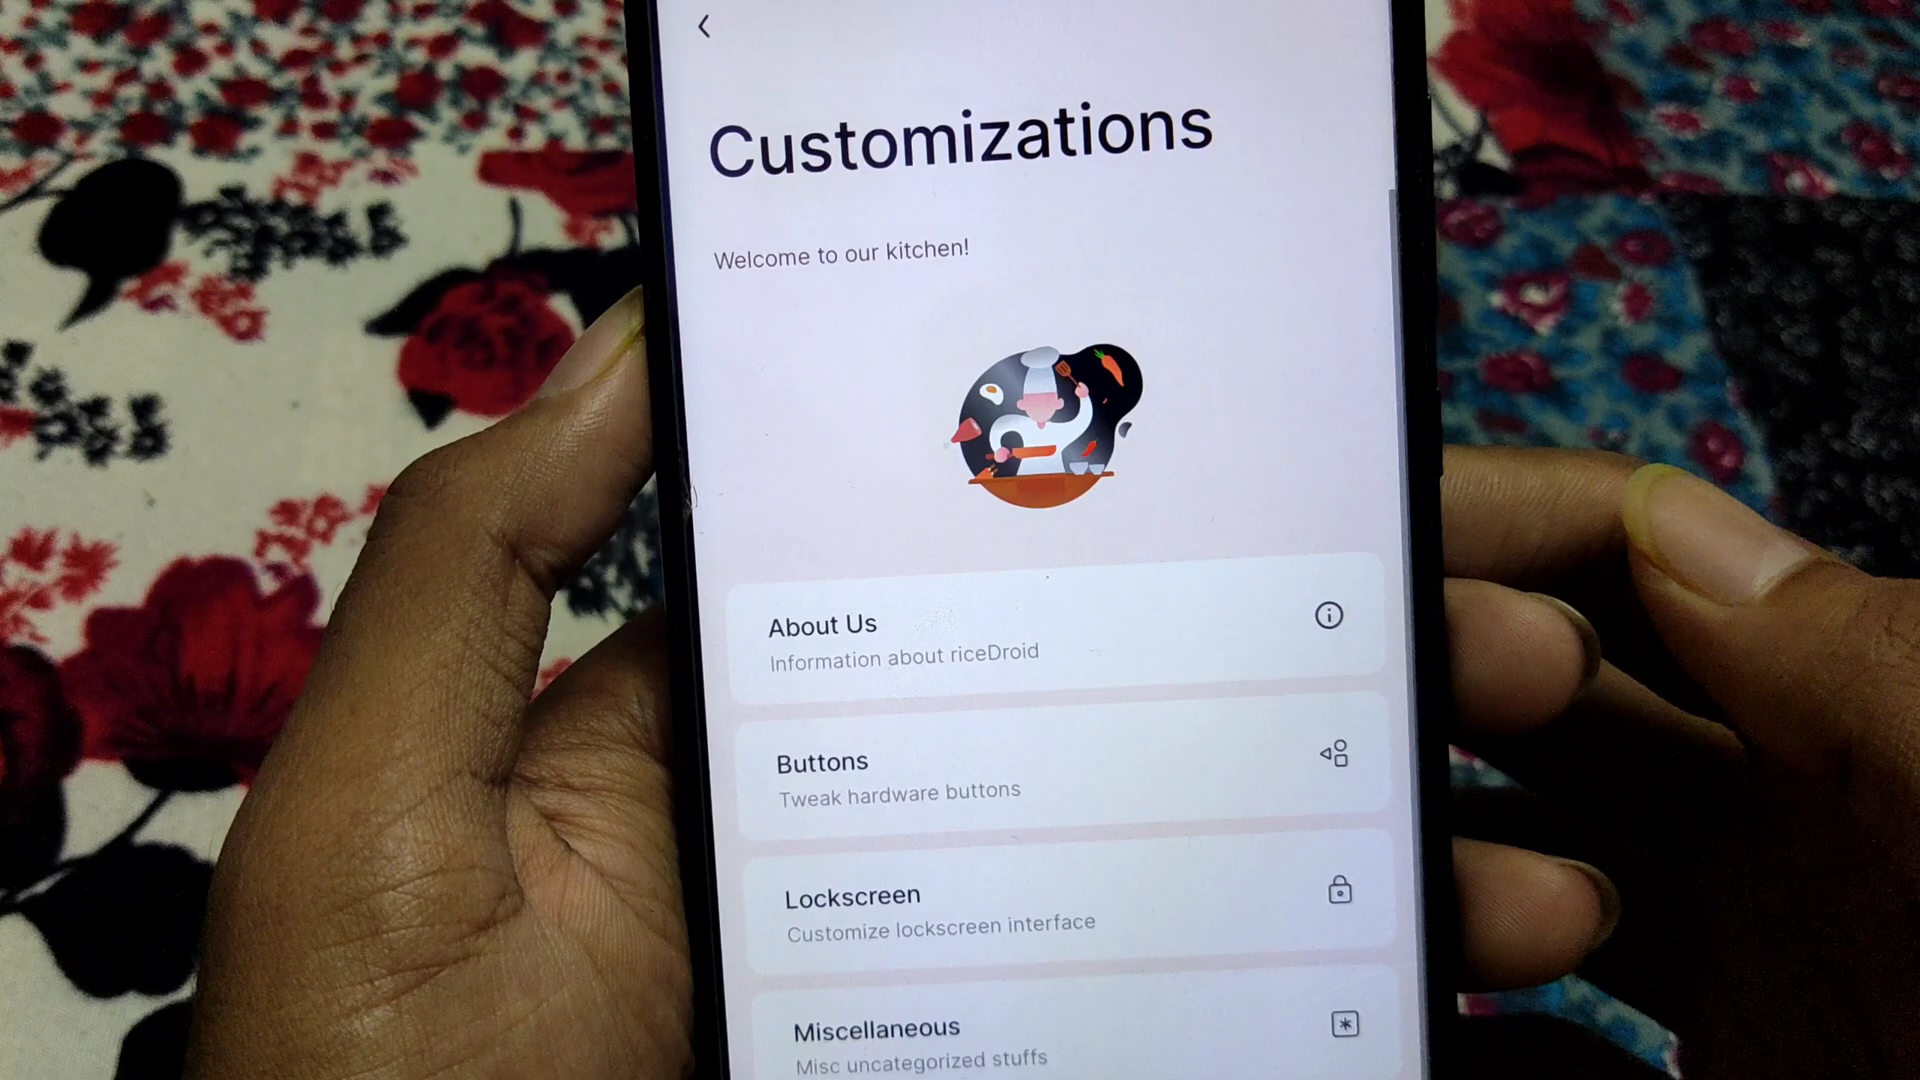 Customizations
Welcome to our kitchen!
About Us
Information about riceDroid
Buttons
Tweak hardware buttons
Lockscreen
Customize lockscreen interface
Miscellaneous
Misc uncategorized stuffs